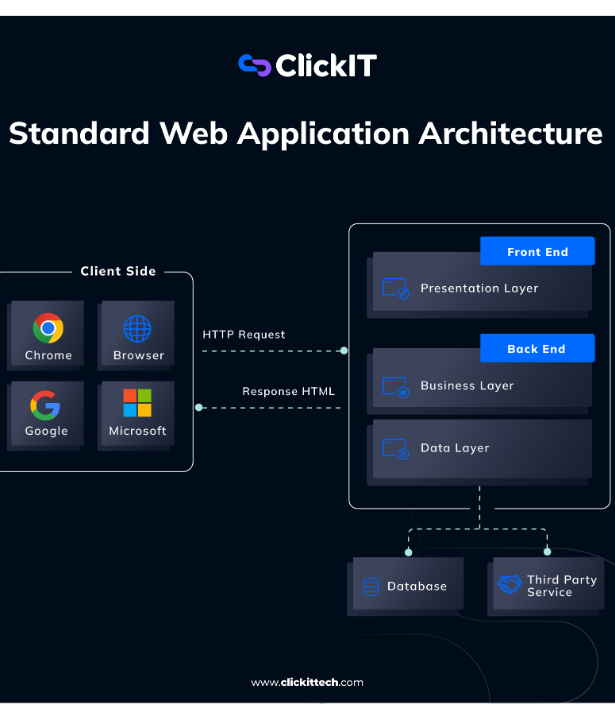 ClickIT
Standard Web Application Architecture
Client Side
Chrome
Browser
Google
Microsoft
HTTP Request
Response HTML
Front End
Presentation Layer
Back End
Business Layer
Data Layer
Database
Third Party
Service
www.clickittech.com